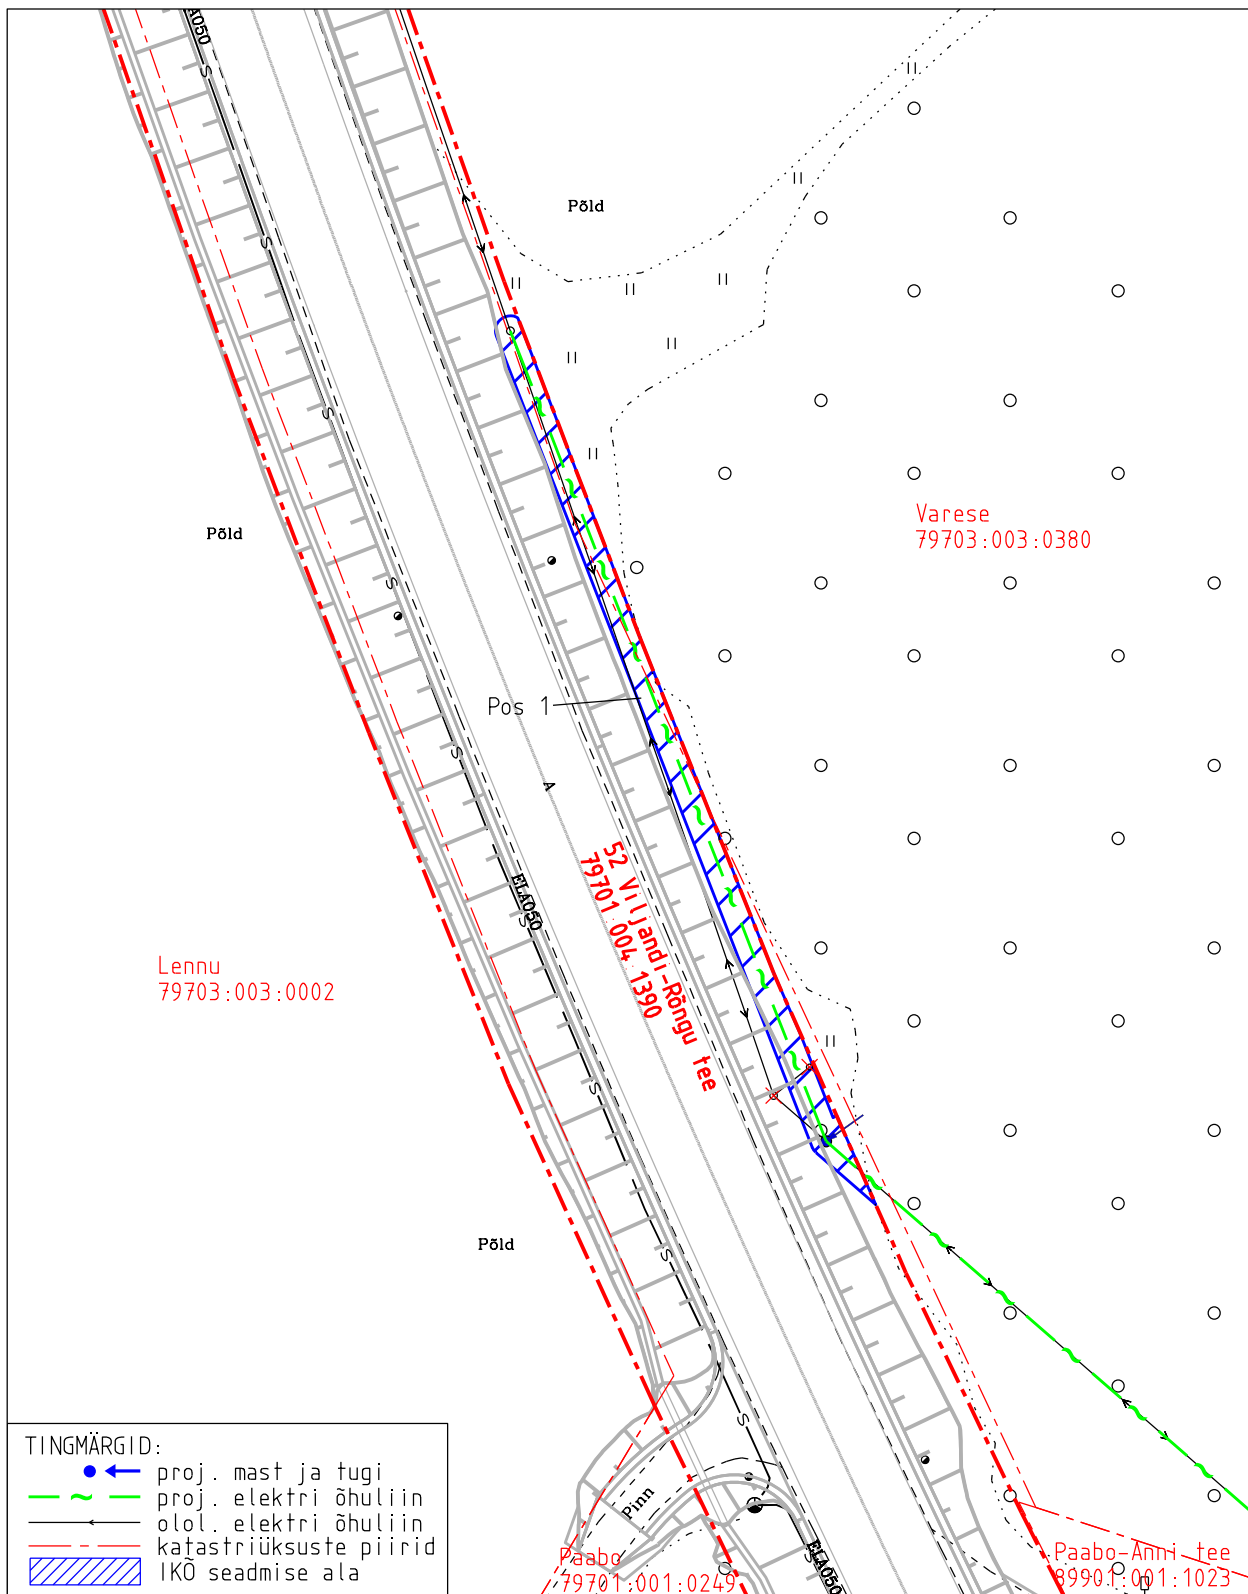 ELA050
Põld
Põld
Varese
79703:003:0380
Pos 1
A
52 Viljandi-Rõngu tee
79701:004:1390
ELA050
Lennu
79703:003:0002
Põld
TINGMÄRGID:
proj. mast ja tugi
proj. elektri õhuliin
olol. elektri õhuliin
katastriüksuste piirid
IKÕ seadmise ala
Pinn
ELA050
Paabo
79701:001:0249
Paabo-Anni tee
89901:001:1023